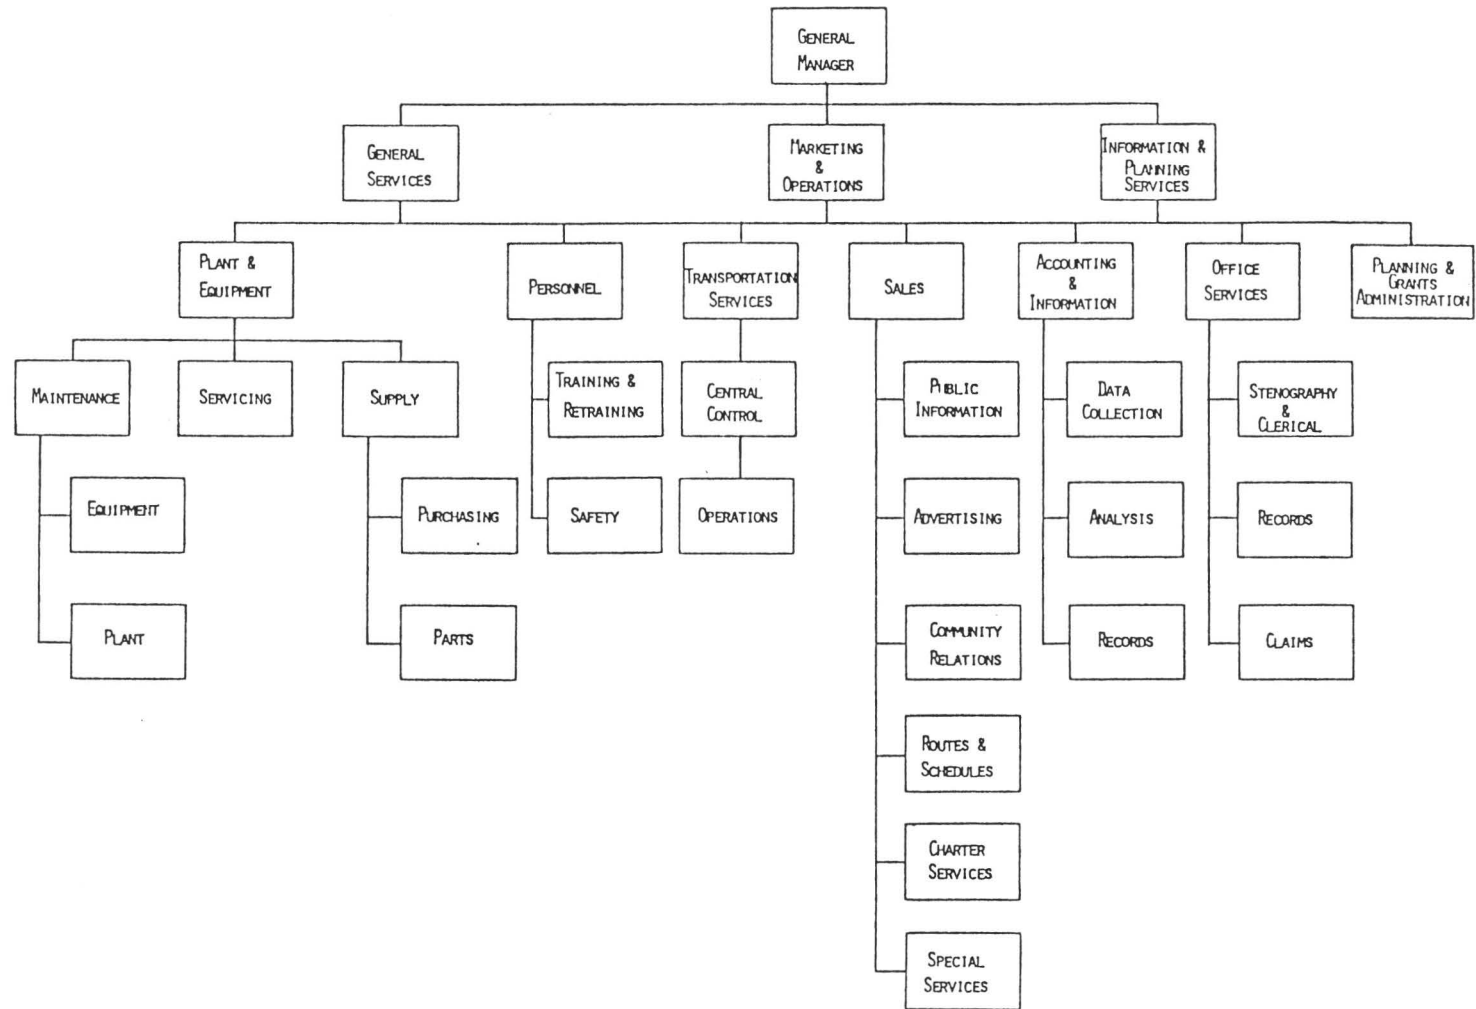 GENERAL
MANAGER
GENERAL
SERVICES
MARKETING
&
OPERATIONS
INFORMATION &
PLANNING
SERVICES
PLANT &
EQUIPMENT
PERSONNEL
TRANSPORTATION
SERVICES
SALES
ACCOUNTING
&
INFORMATION
OFFICE
SERVICES
PLANNING &
GRANTS
ADMINISTRATION
MAINTENANCE
SERVICING
SUPPLY
TRAINING &
RETRAINING
CENTRAL
CONTROL
PUBLIC
INFORMATION
DATA
COLLECTION
STENOGRAPHY
&
CLERICAL
EQUIPMENT
PURCHASING
SAFETY
OPERATIONS
ADVERTISING
ANALYSIS
RECORDS
PLANT
PARTS
COMMUNITY
RELATIONS
RECORDS
CLAIMS
ROUTES &
SCHEDULES
CHARTER
SERVICES
SPECIAL
SERVICES